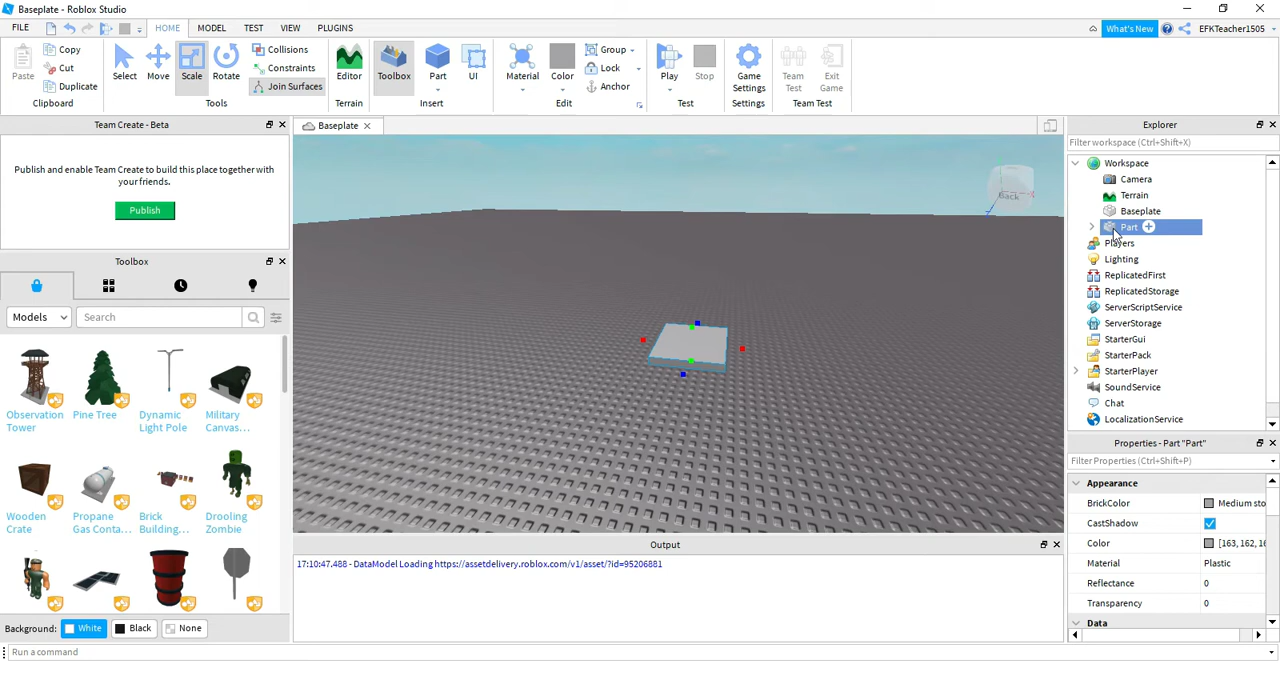 Baseplate - Roblox Studio
FILE
HOME
MODEL
TEST
VIEW
PLUGINS
What's New
EFKTeacher1505
Paste
Copy
Cut
Duplicate
Clipboard
Select
Move
Scale
Rotate
Collisions
Constraints
Join Surfaces
Tools
Editor
Terrain
Toolbox
Part
UI
Insert
Material
Color
Group
Lock
Anchor
Edit
Play
Stop
Test
Game Settings
Settings
Team Test
Exit Game
Team Test
Team Create - Beta
Publish and enable Team Create to build this place together with
your friends.
Publish
Toolbox
Models
Search
Observation Tower
Pine Tree
Dynamic Light Pole
Military Canvas...
Wooden Crate
Propane Gas Conta...
Brick Building...
Drooling Zombie
Background:
White
Black
None
Run a command
Baseplate
Back
Output
17:10:47.488 - DataModel Loading https://assetdelivery.roblox.com/v1/asset/?id=95206881
Explorer
Filter workspace (Ctrl+Shift+X)
Workspace
Camera
Terrain
Baseplate
Part
Players
Lighting
ReplicatedFirst
ReplicatedStorage
ServerScriptService
ServerStorage
StarterGui
StarterPack
StarterPlayer
SoundService
Chat
LocalizationService
Properties - Part "Part"
Filter Properties (Ctrl+Shift+P)
Appearance
BrickColor Medium sto
CastShadow
Color [163, 162, 16
Material Plastic
Reflectance 0
Transparency 0
Data